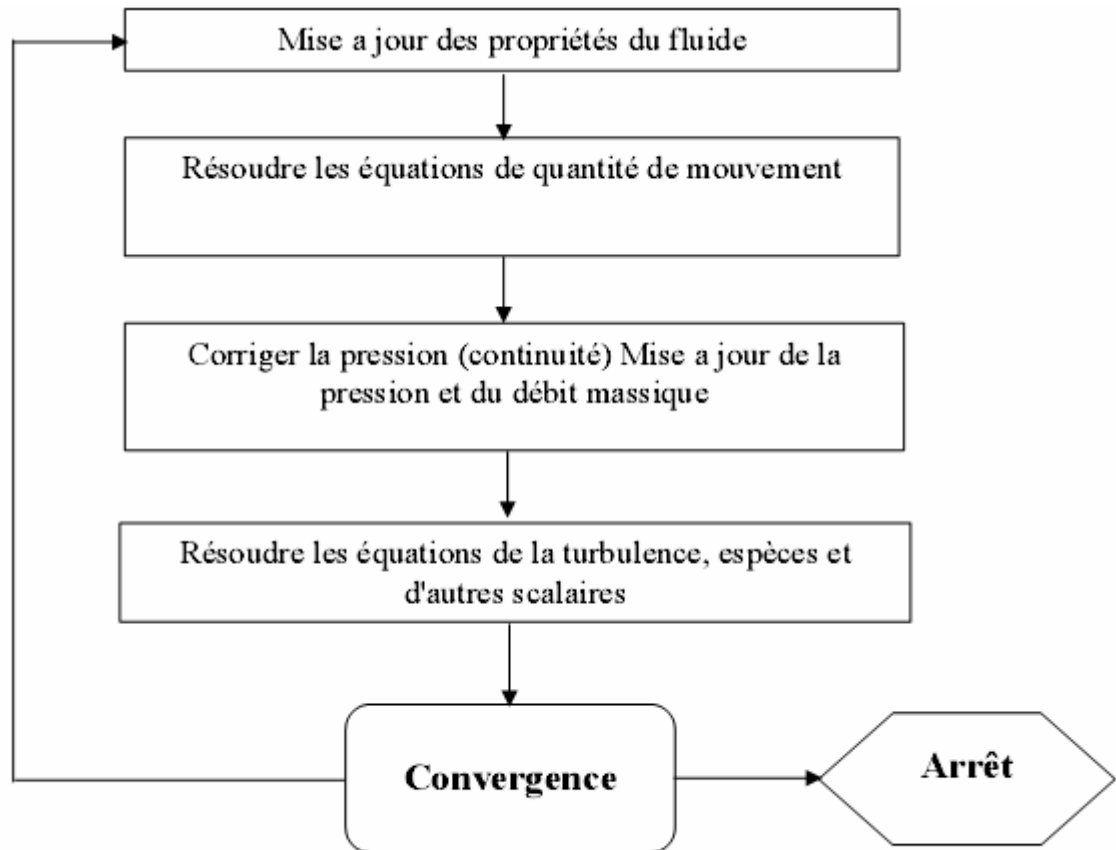 Mise a jour des propriétés du fluide
Résoudre les équations de quantité de mouvement
Corriger la pression (continuité) Mise a jour de la
pression et du débit massique
Résoudre les équations de la turbulence, espèces et
d'autres scalaires
Convergence
Arrêt